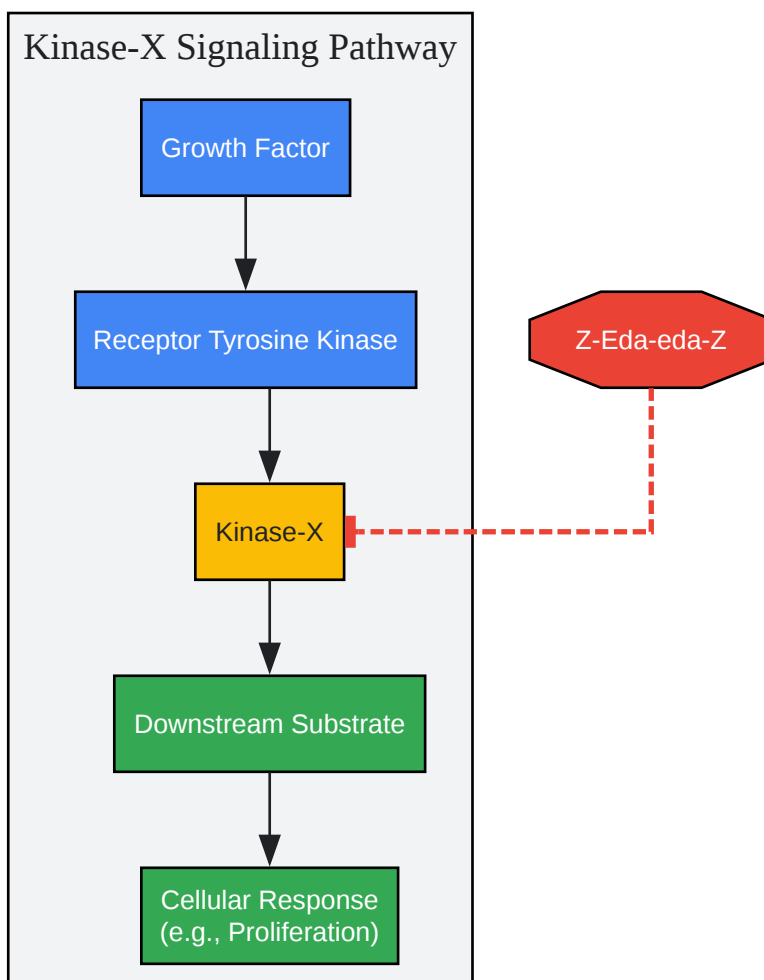 Kinase-X Signaling Pathway
Growth Factor
Receptor Tyrosine Kinase
Z-Eda-eda-Z
Kinase-X
Downstream Substrate
Cellular Response
(e.g., Proliferation)